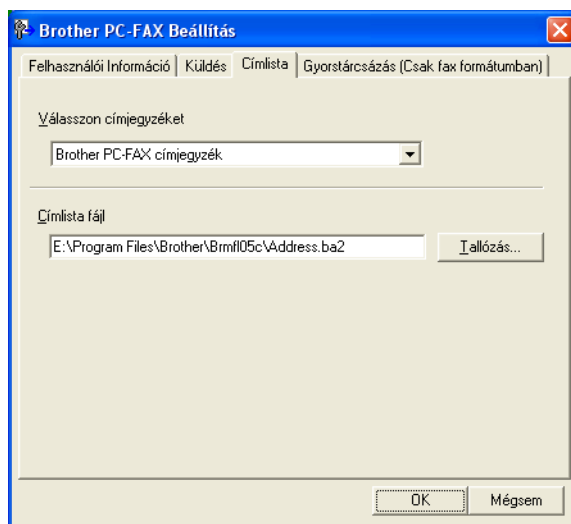 Brother PC-FAX Beállítás
Felhasználói Információ Küldés Címlista Gyorstárcsázás (Csak fax formátumban)
Válasszon címjegyzéket
Brother PC-FAX címjegyzék
Címlista fájl
E:\Program Files\Brother\Brmfl05c\Address.ba2 Tallózás...
OK Mégsem